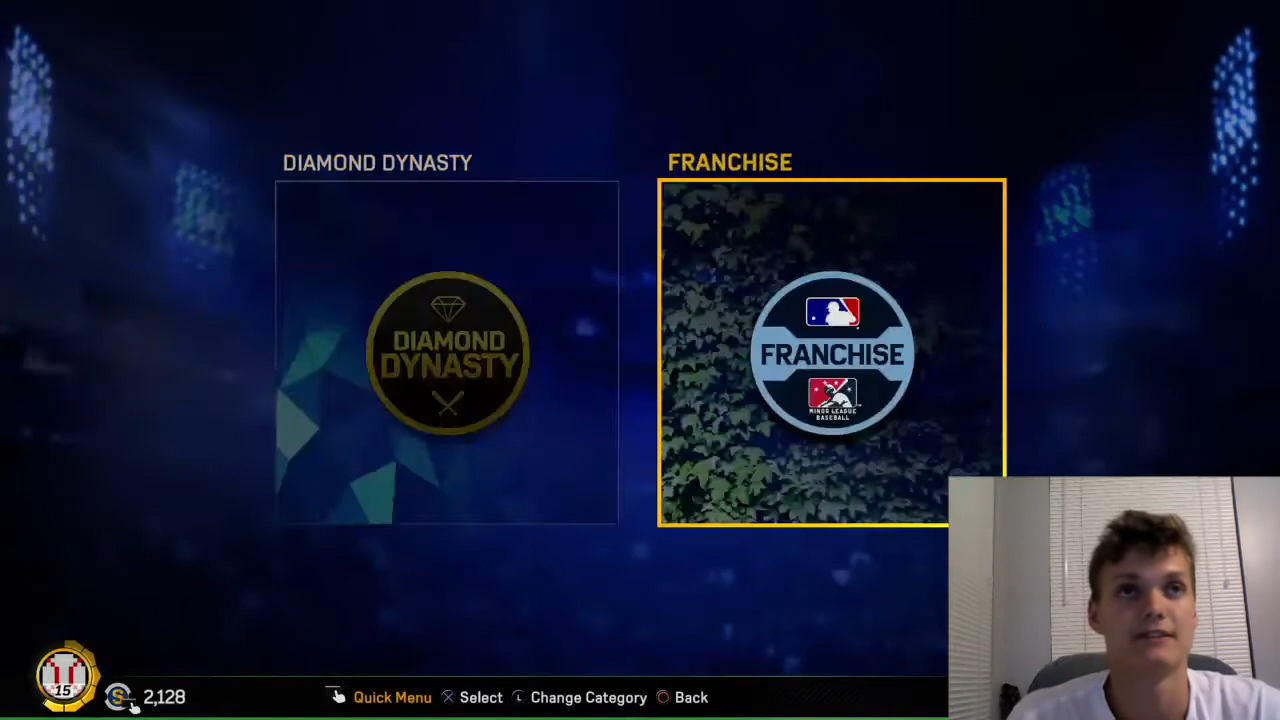 DIAMOND DYNASTY
FRANCHISE
DIAMOND
DYNASTY
FRANCHISE
MINOR LEAGUE
BASEBALL
15
S
2,128
Quick Menu
Select
L
Change Category
Back